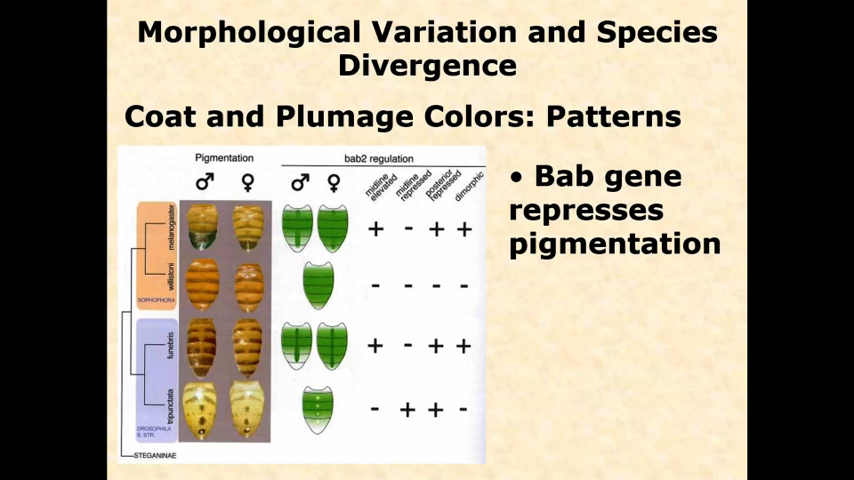 Morphological Variation and Species
Divergence
Coat and Plumage Colors: Patterns
Pigmentation
bab2 regulation
♂ ♀ ♂ ♀
midline elevated
midline repressed
posterior repressed
dimorphic
melanogaster + - + +
willistoni - - - -
SOPHOPHORA
funebris + - + +
tripunctata - + + -
DROSOPHILA
S. STR.
STEGANINAE
• Bab gene
represses
pigmentation